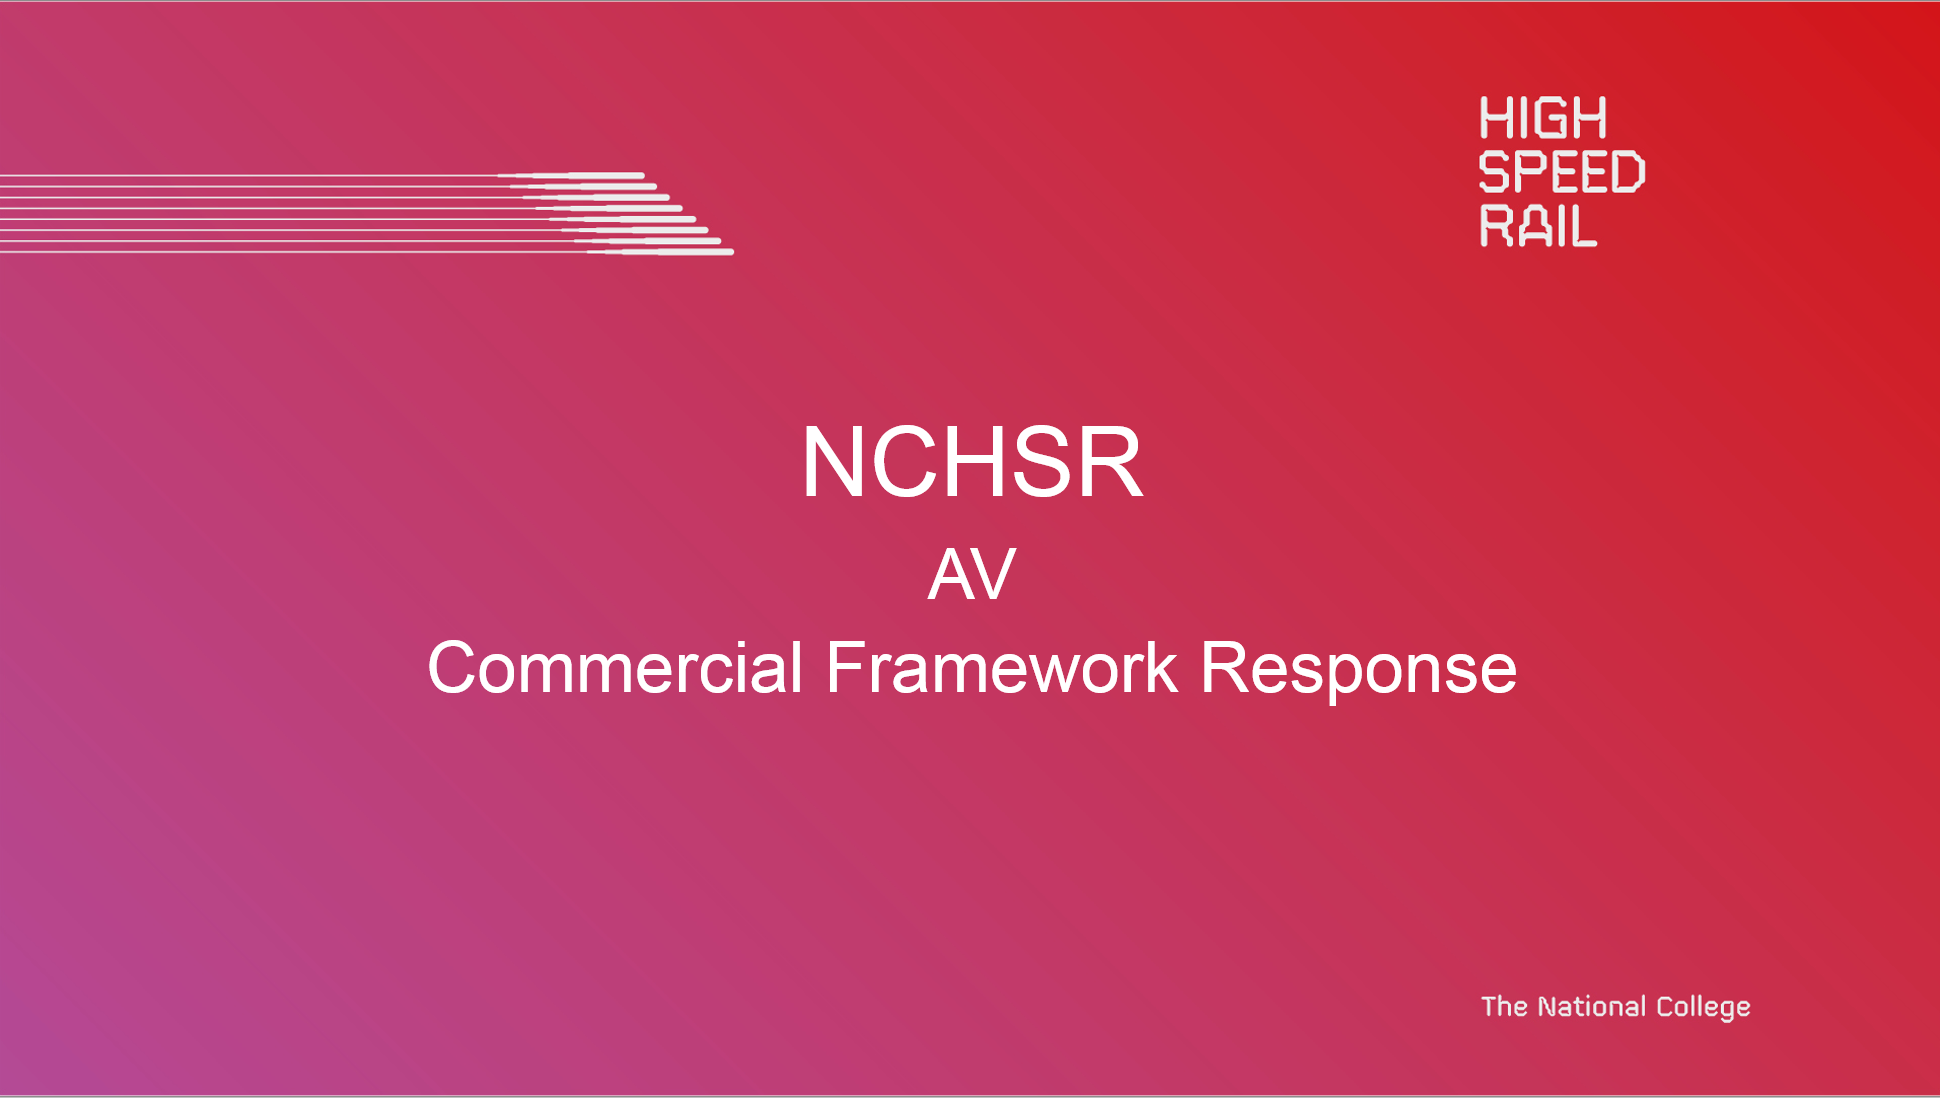 HIGH
SPEED
RAIL
NCHSR
AV
Commercial Framework Response
The National College